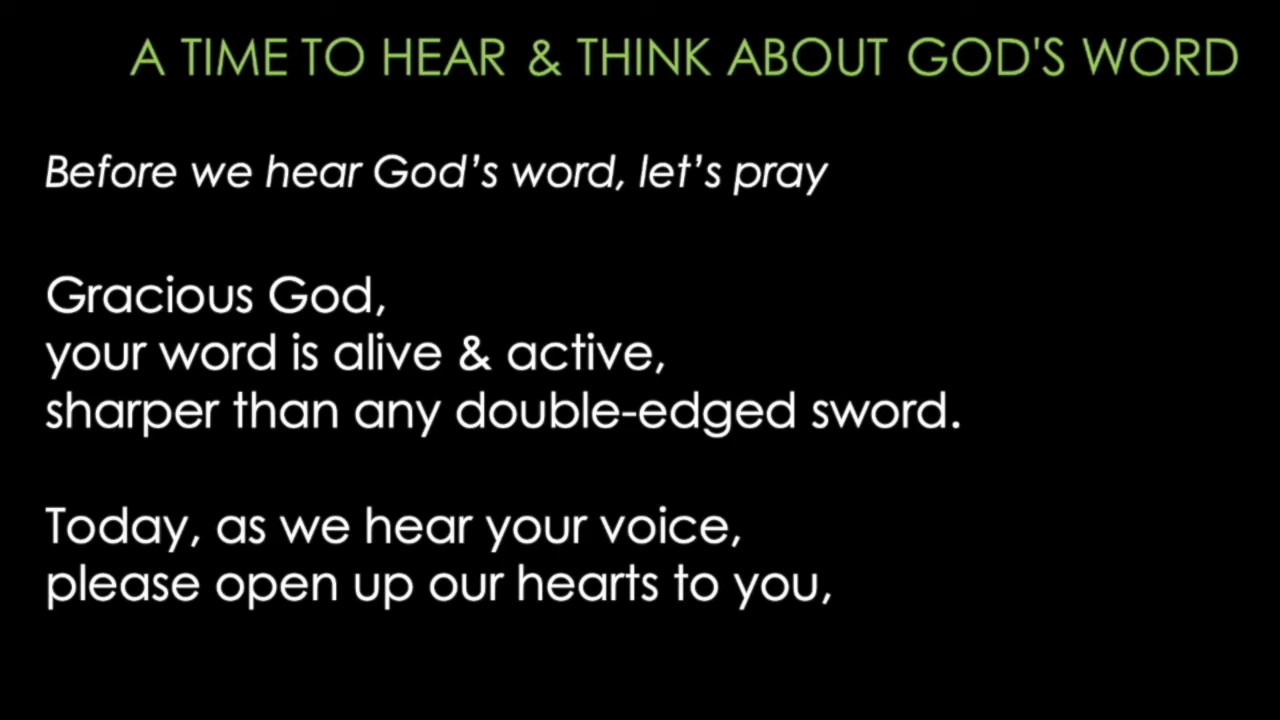 A TIME TO HEAR & THINK ABOUT GOD'S WORD
Before we hear God’s word, let’s pray
Gracious God,
your word is alive & active,
sharper than any double-edged sword.
Today, as we hear your voice,
please open up our hearts to you,